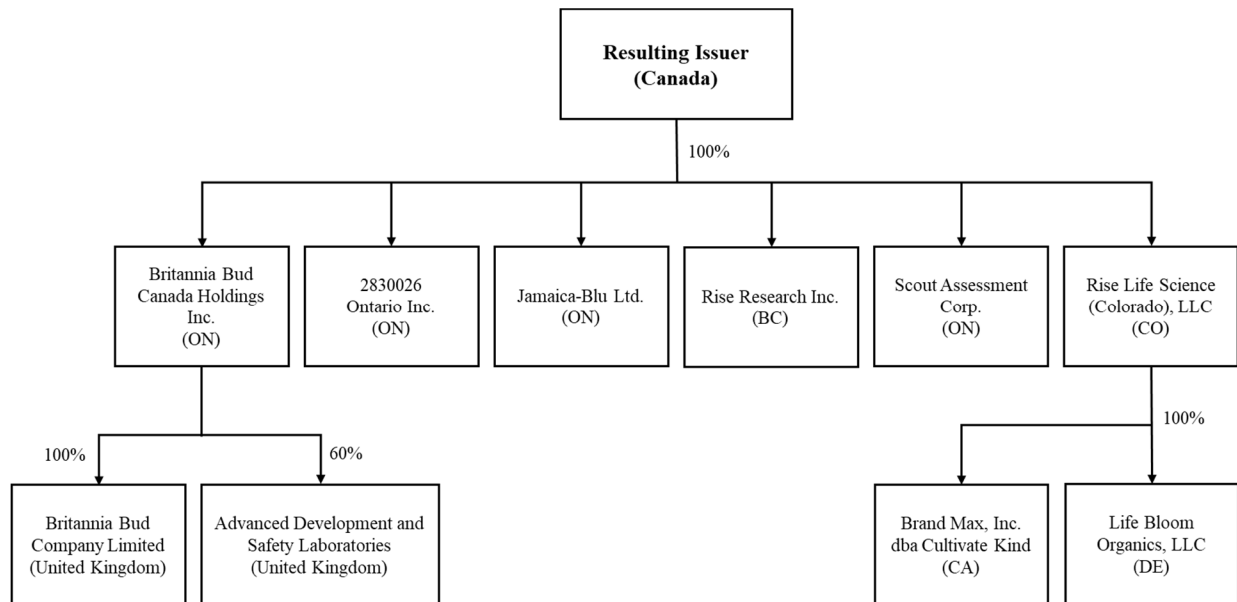 Resulting Issuer
(Canada)
100%
Britannia Bud
Canada Holdings
Inc.
(ON)
2830026
Ontario Inc.
(ON)
Jamaica-Blu Ltd.
(ON)
Rise Research Inc.
(BC)
Scout Assessment
Corp.
(ON)
Rise Life Science
(Colorado), LLC
(CO)
100%
60%
100%
Britannia Bud
Company Limited
(United Kingdom)
Advanced Development and
Safety Laboratories
(United Kingdom)
Brand Max, Inc.
dba Cultivate Kind
(CA)
Life Bloom
Organics, LLC
(DE)